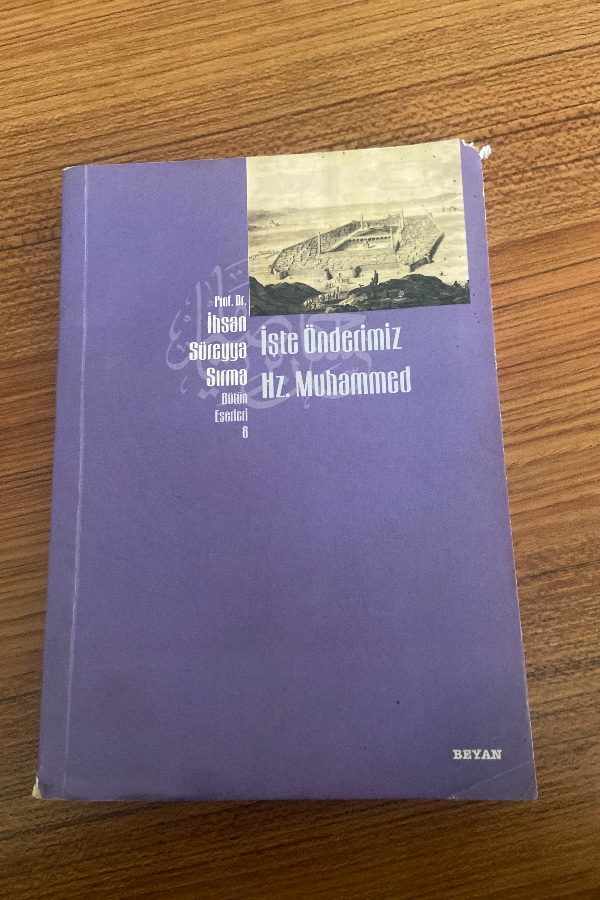 Prof. Dr.
İhsan
Süreyya
Sırma
Bütün
Eserleri
8
İşte Önderimiz
Hz. Muhammed
BEYAN